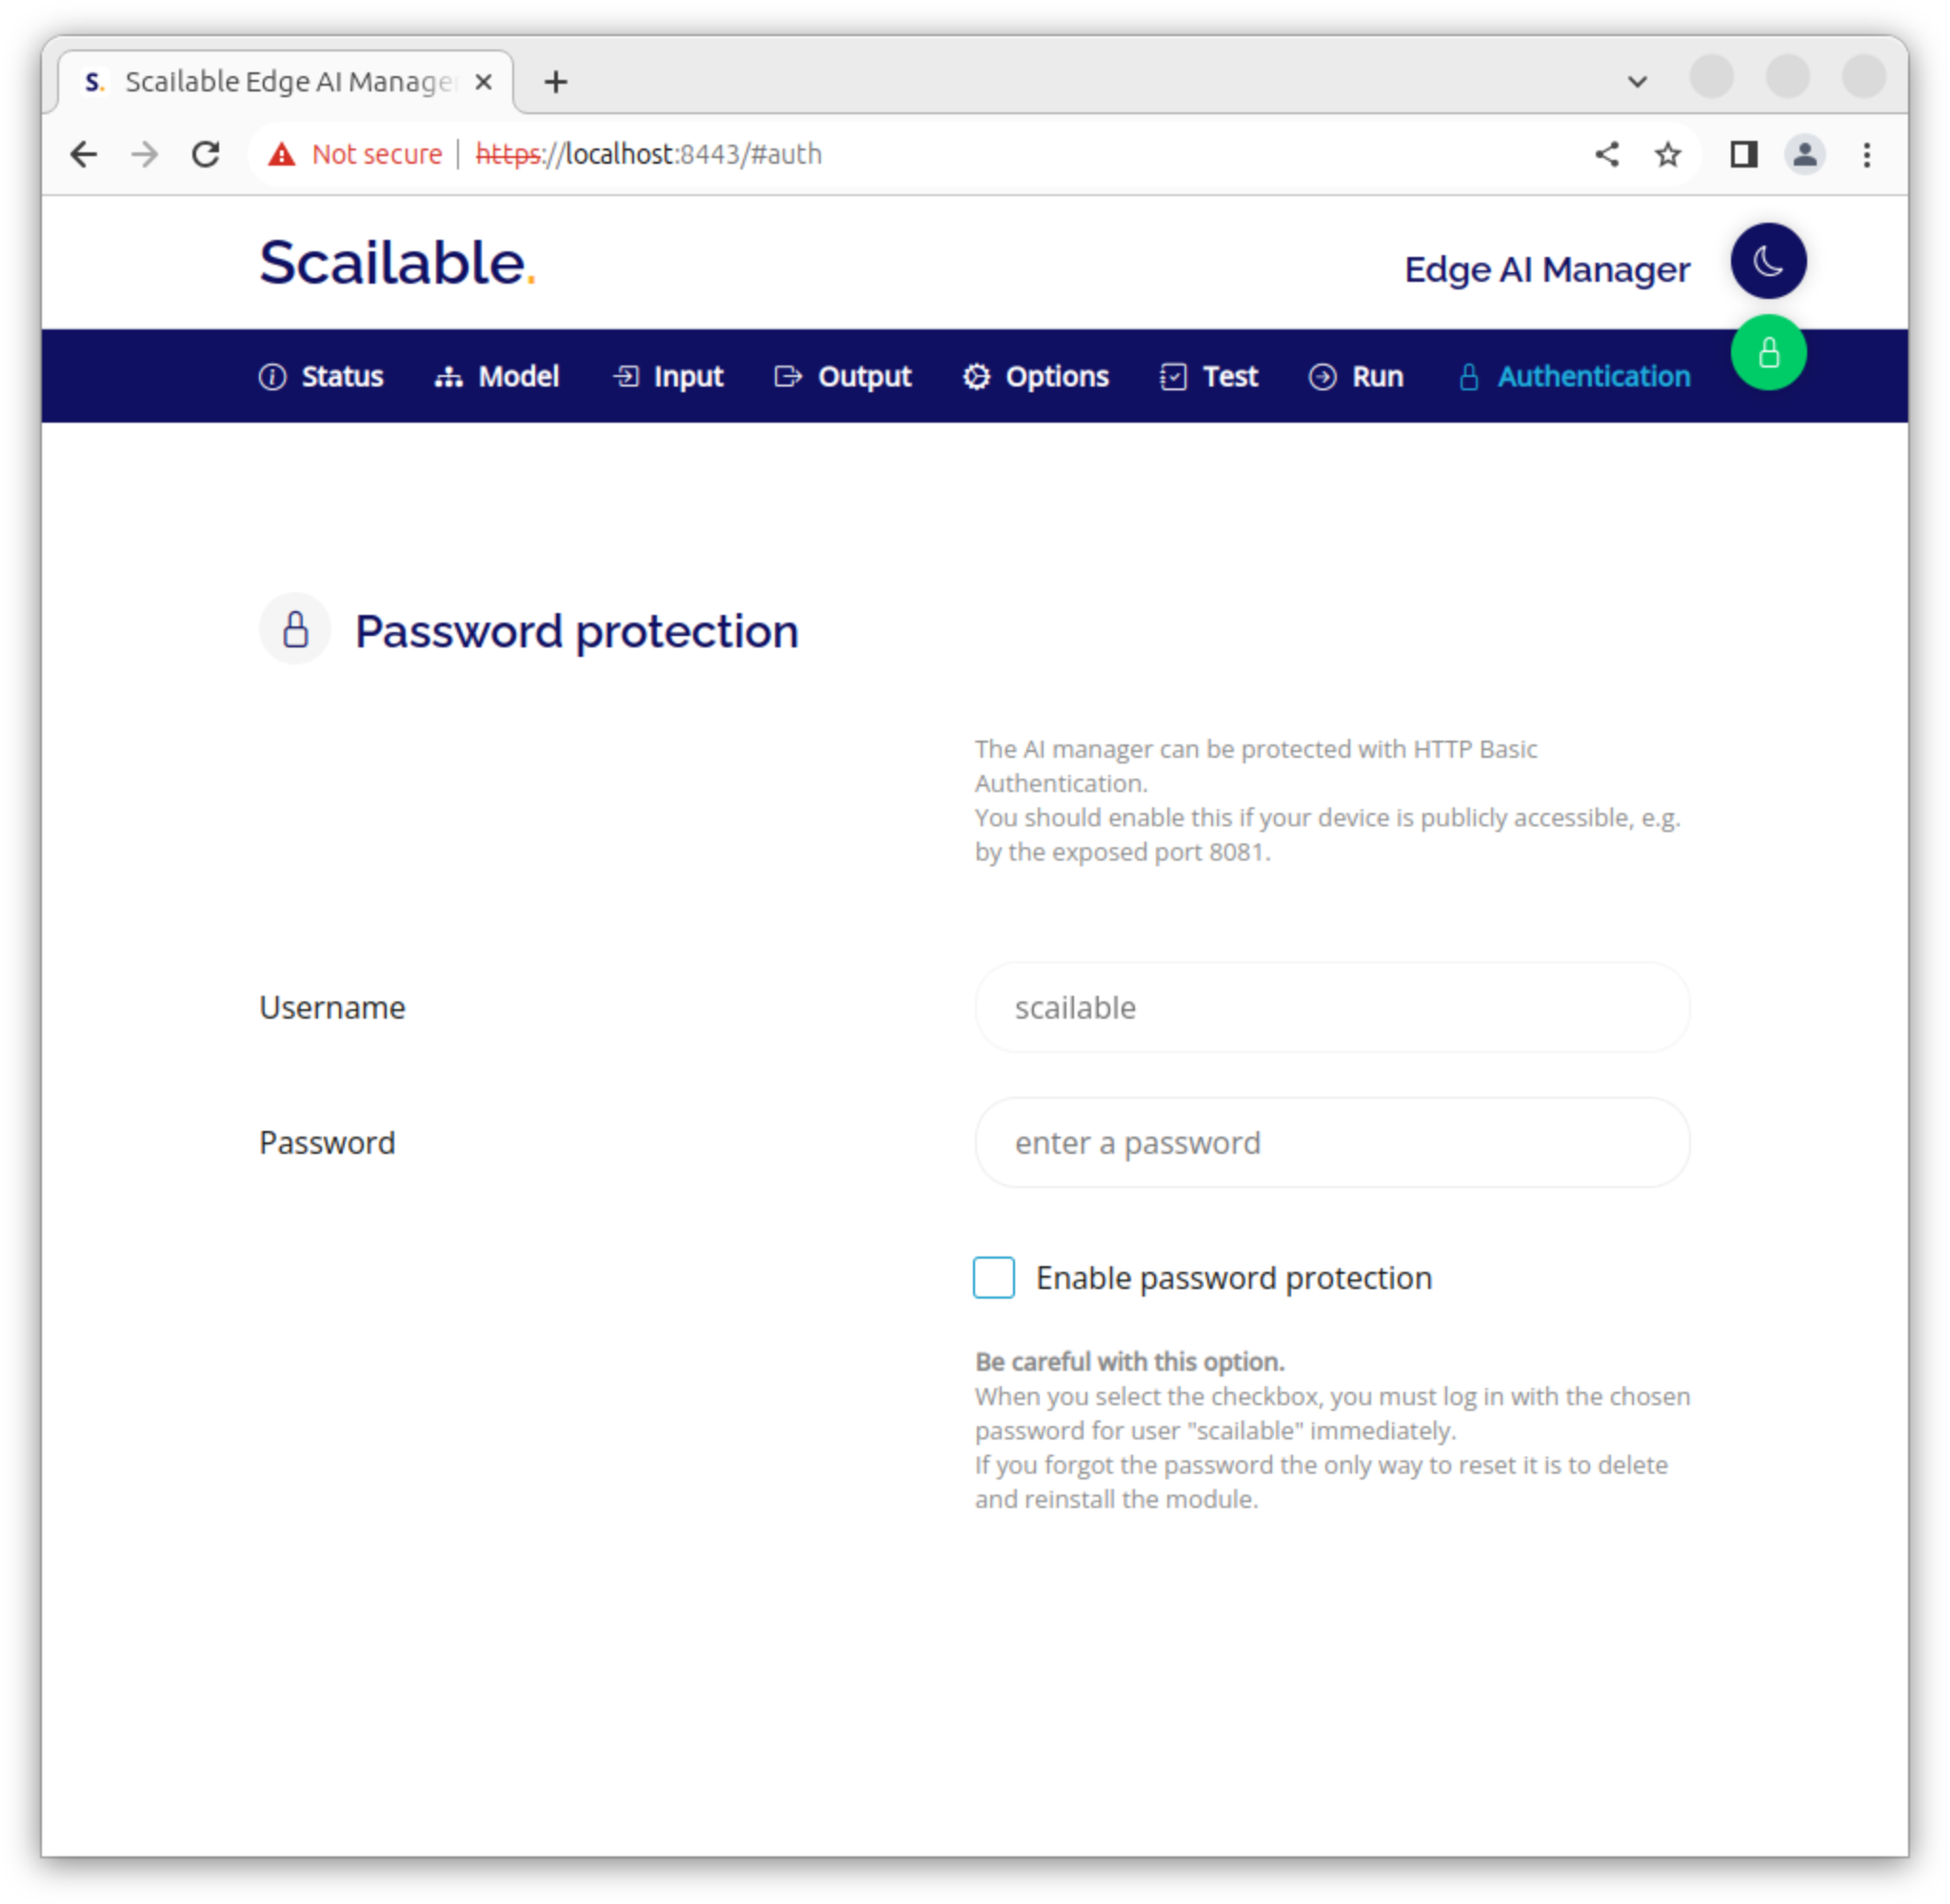 S. Scailable Edge AI Manage
Not secure | https://localhost:8443/#auth
Scailable.
Edge AI Manager
Status Model Input Output Options Test Run Authentication
Password protection
The AI manager can be protected with HTTP Basic
Authentication.
You should enable this if your device is publicly accessible, e.g.
by the exposed port 8081.
Username
scailable
Password
enter a password
Enable password protection
Be careful with this option.
When you select the checkbox, you must log in with the chosen
password for user "scailable" immediately.
If you forgot the password the only way to reset it is to delete
and reinstall the module.